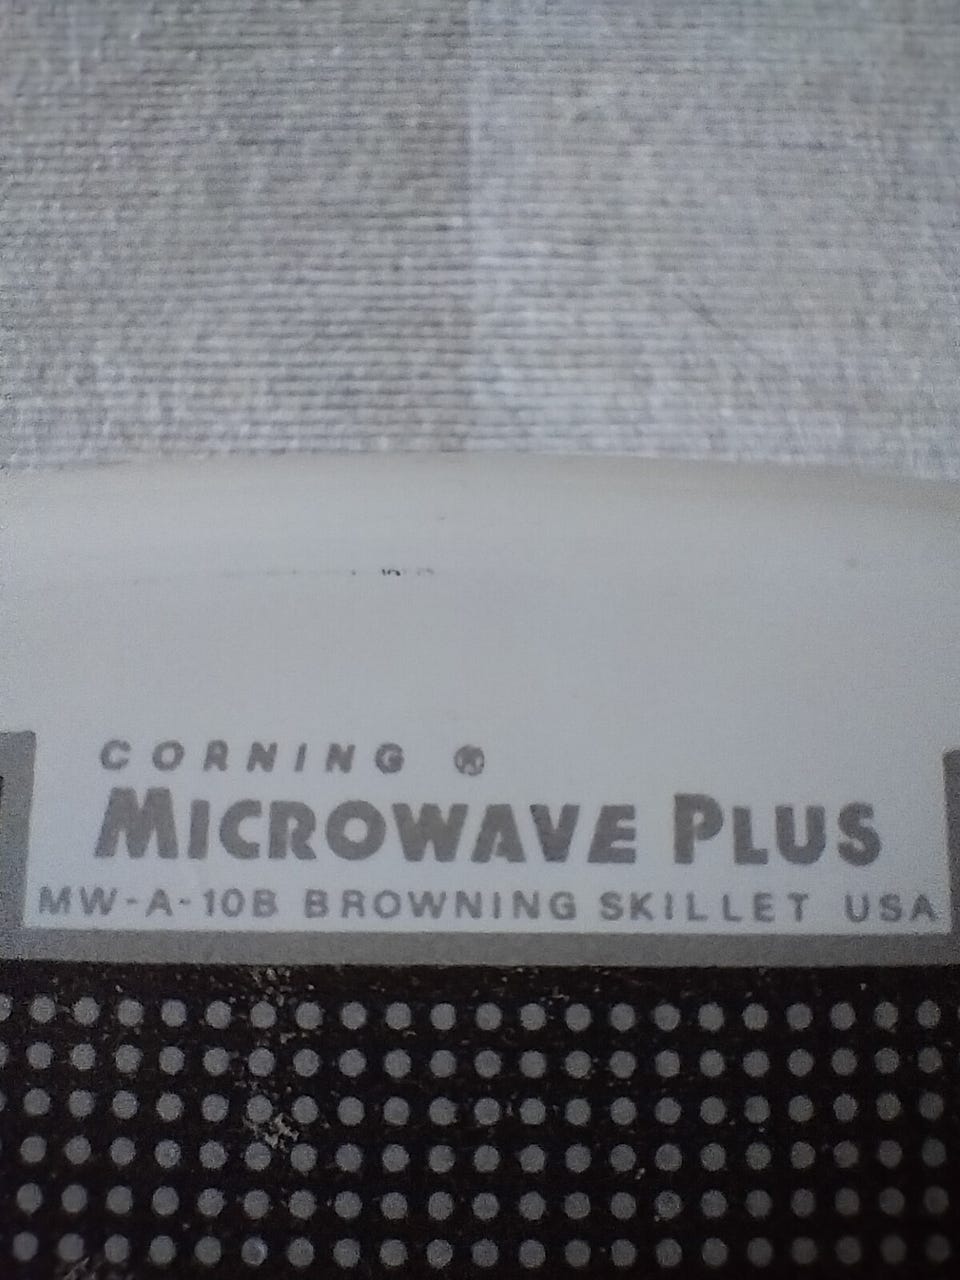 CORNING ®
MICROWAVE PLUS
MW-A-10B BROWNING SKILLET USA